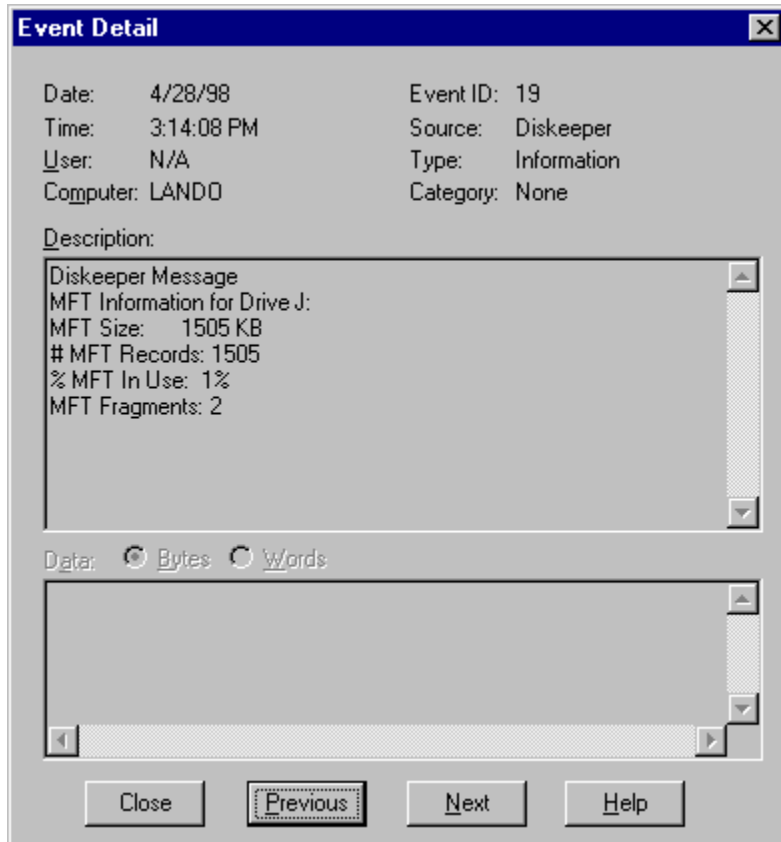 Event Detail
Date: 4/28/98 Event ID: 19
Time: 3:14:08 PM Source: Diskeeper
User: N/A Type: Information
Computer: LANDO Category: None
Description:
Diskeeper Message
MFT Information for Drive J:
MFT Size: 1505 KB
# MFT Records: 1505
% MFT In Use: 1%
MFT Fragments: 2
Data: Bytes Words
Close Previous Next Help